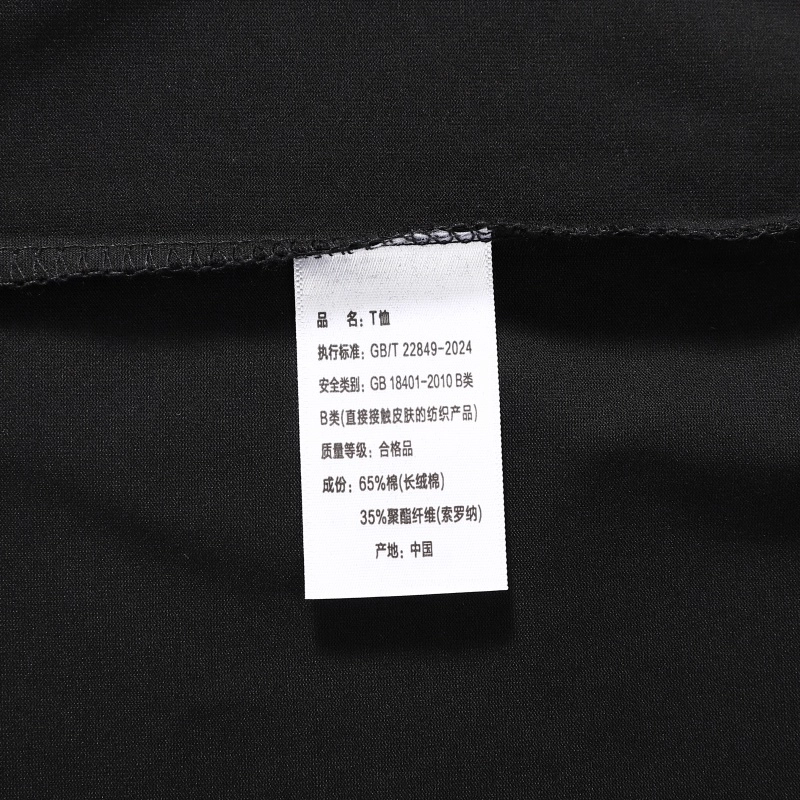 品 名：T恤
执行标准：GB/T 22849-2024
安全类别：GB 18401-2010 B类
B类(直接接触皮肤的纺织产品)
质量等级：合格品
成份：65%棉(长绒棉)
35%聚酯纤维(索罗纳)
产地：中国